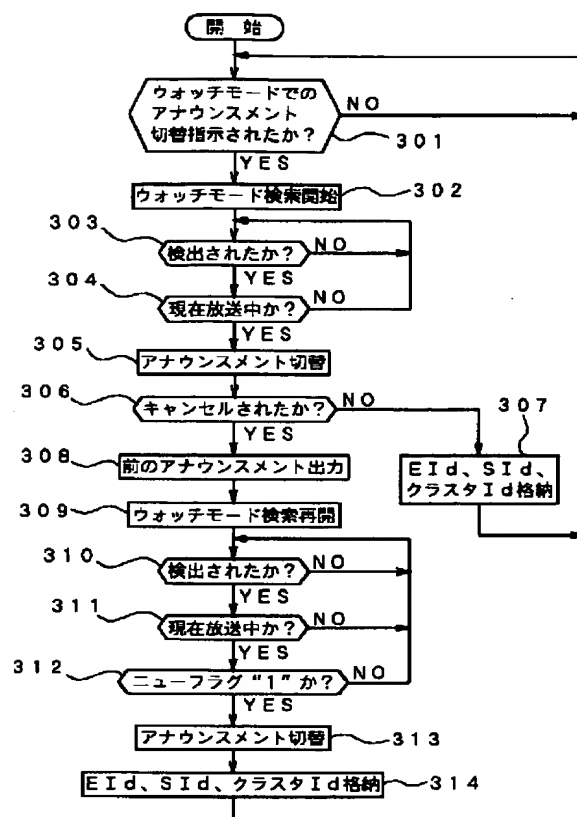 開始
ウォッチモードでの
アナウンスメント
切替指示されたか?
NO
301
YES
ウォッチモード検索開始
302
303
検出されたか?
NO
YES
304
現在放送中か?
NO
YES
305
アナウンスメント切替
306
キャンセルされたか?
NO
YES
307
EId、SId、
クラスタId格納
308
前のアナウンスメント出力
309
ウォッチモード検索再開
310
検出されたか?
NO
YES
311
現在放送中か?
NO
YES
312
ニューフラグ“1”か?
NO
YES
アナウンスメント切替
313
EId、SId、クラスタId格納
314